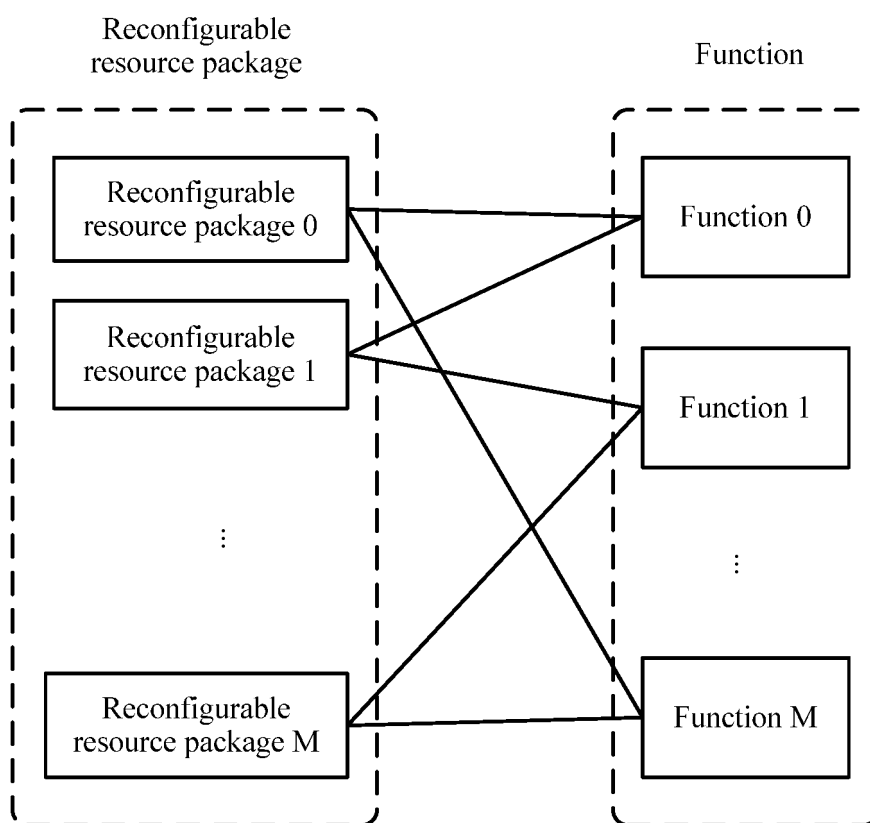 Reconfigurable
resource package
Function
Reconfigurable
resource package 0
Function 0
Reconfigurable
resource package 1
Function 1
⋮
⋮
Reconfigurable
resource package M
Function M